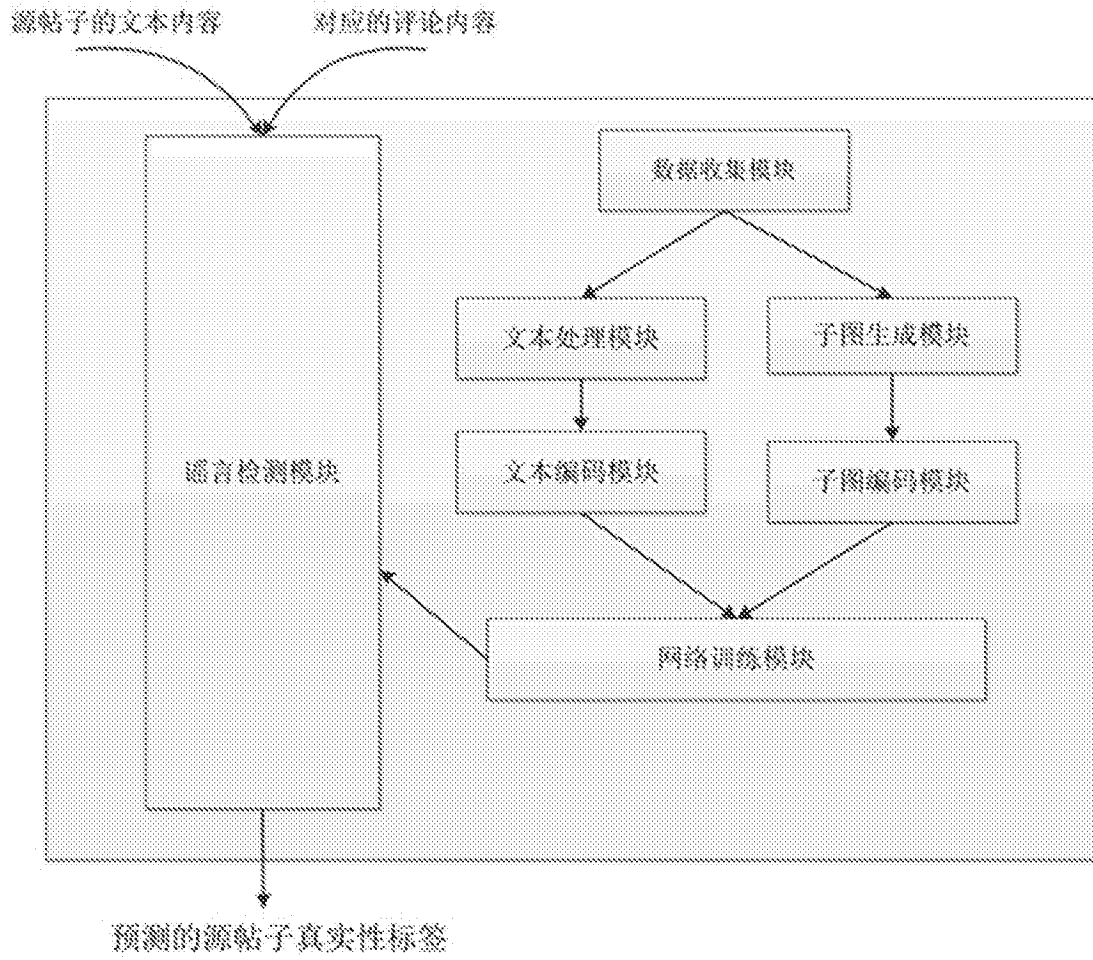 源帖子的文本内容
对应的评论内容
数据收集模块
文本处理模块
子图生成模块
谣言检测模块
文本编码模块
子图编码模块
网络训练模块
预测的源帖子真实性标签